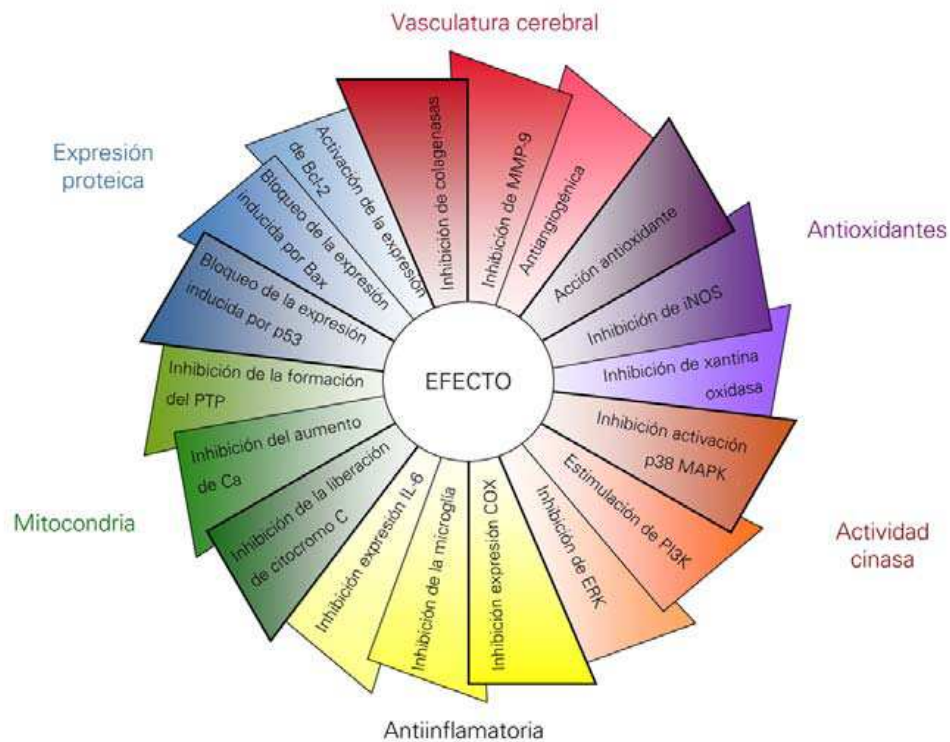 Vasculatura cerebral
Inhibición de colagenasas
Inhibición de MMP-9
Antiangiogénica
Antioxidantes
Acción antioxidante
Inhibición de iNOS
Inhibición de xantina
oxidasa
Actividad
cinasa
Inhibición activación
p38 MAPK
Estimulación de PI3K
Inhibición de ERK
Antiinflamatoria
Inhibición expresión COX
Inhibición de la microglía
Inhibición expresión IL-6
Mitocondria
Inhibición de la liberación
de citocromo C
Inhibición del aumento
de Ca
Inhibición de la formación
del PTP
Expresión
proteica
Bloqueo de la expresión
inducida por p53
Bloqueo de la expresión
inducida por Bax
Activación de la expresión
de Bcl-2
EFECTO